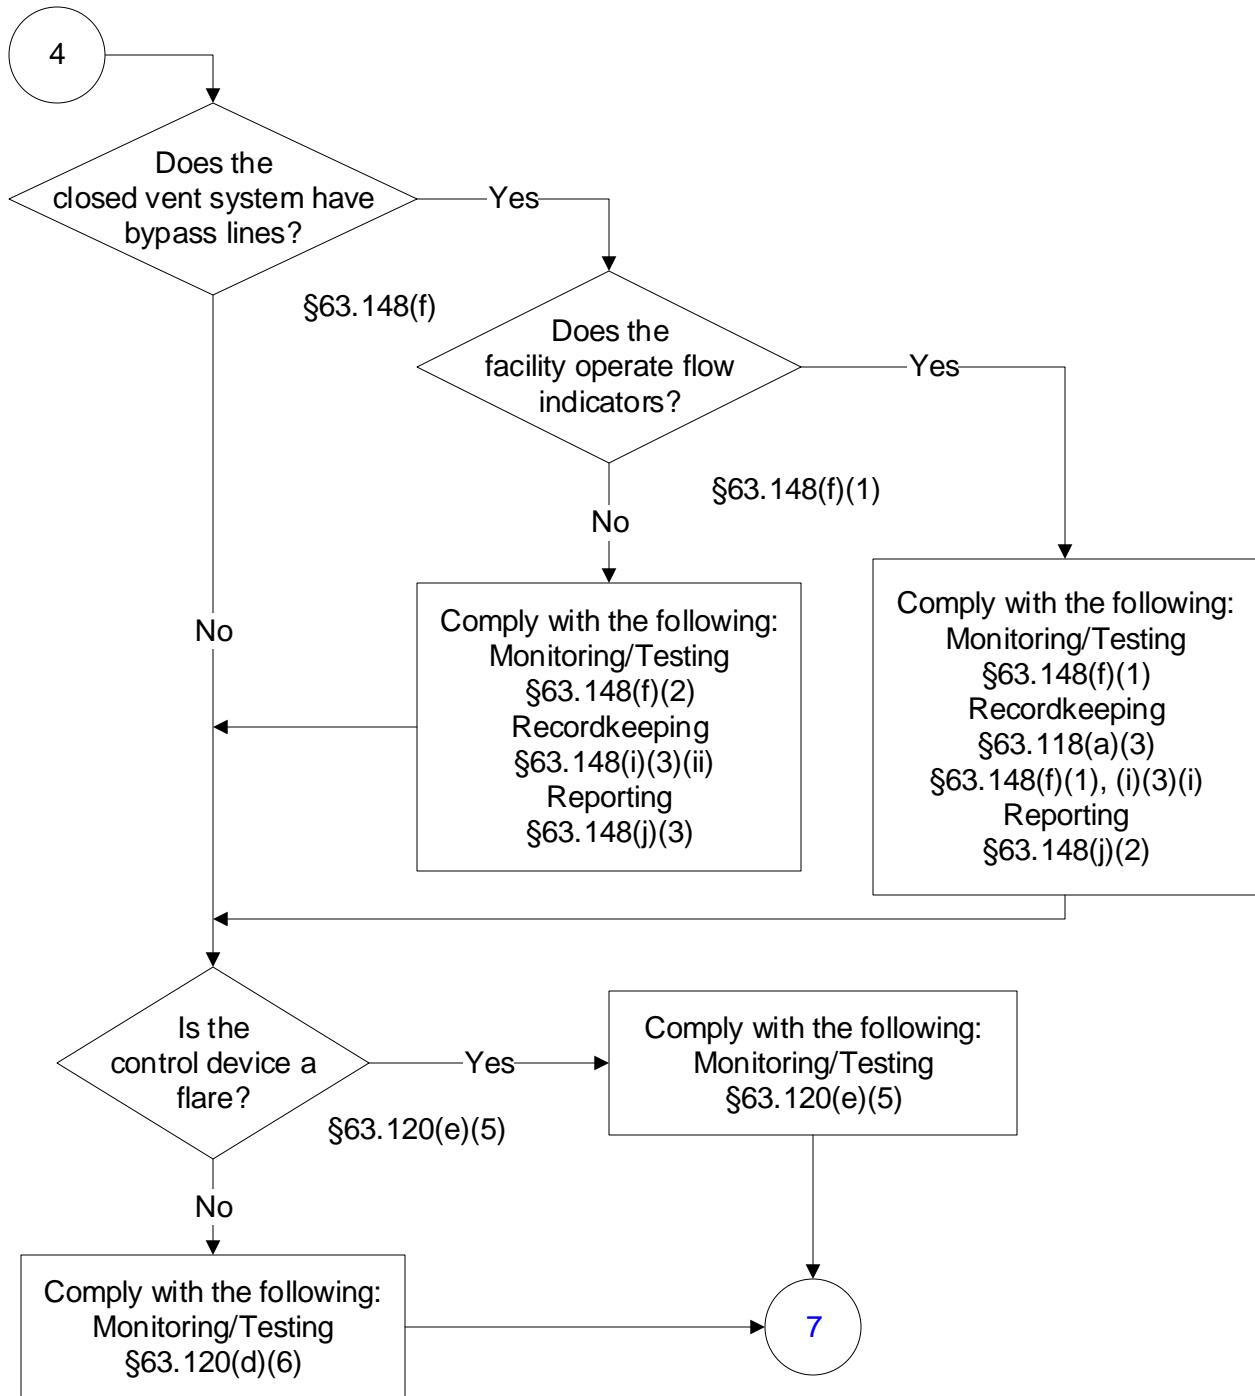 4
Does the
closed vent system have
bypass lines?
Yes
§63.148(f)
Does the
facility operate flow
indicators?
Yes
§63.148(f)(1)
No
No
Comply with the following:
Monitoring/Testing
§63.148(f)(2)
Recordkeeping
§63.148(i)(3)(ii)
Reporting
§63.148(j)(3)
Comply with the following:
Monitoring/Testing
§63.148(f)(1)
Recordkeeping
§63.118(a)(3)
§63.148(f)(1), (i)(3)(i)
Reporting
§63.148(j)(2)
Is the
control device a
flare?
Yes
§63.120(e)(5)
Comply with the following:
Monitoring/Testing
§63.120(e)(5)
No
Comply with the following:
Monitoring/Testing
§63.120(d)(6)
7